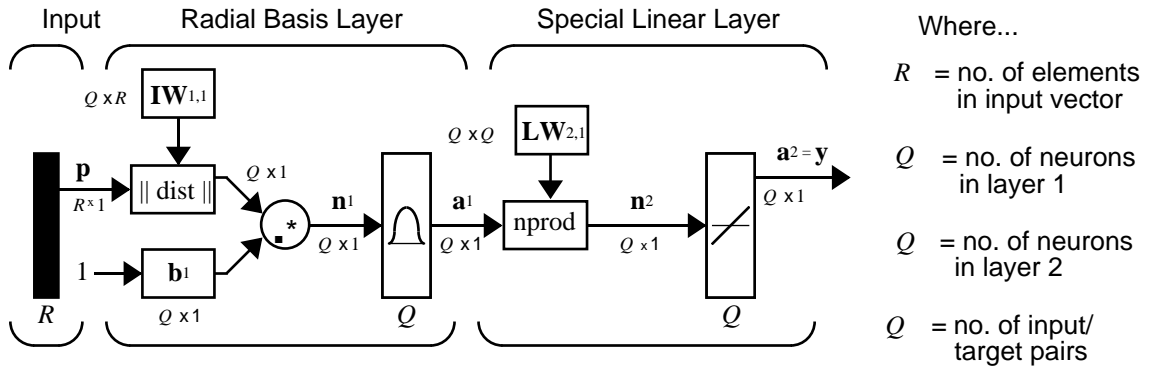 Input
Radial Basis Layer
Special Linear Layer
Where...
Q x R
IW1,1
Q x Q
LW2,1
p
R x 1
|| dist ||
Q x 1
.*
n1
Q x 1
a1
Q x 1
nprod
n2
Q x 1
a2 = y
Q x 1
1
b1
Q x 1
R
Q
Q
R = no. of elements
in input vector
Q = no. of neurons
in layer 1
Q = no. of neurons
in layer 2
Q = no. of input/
target pairs